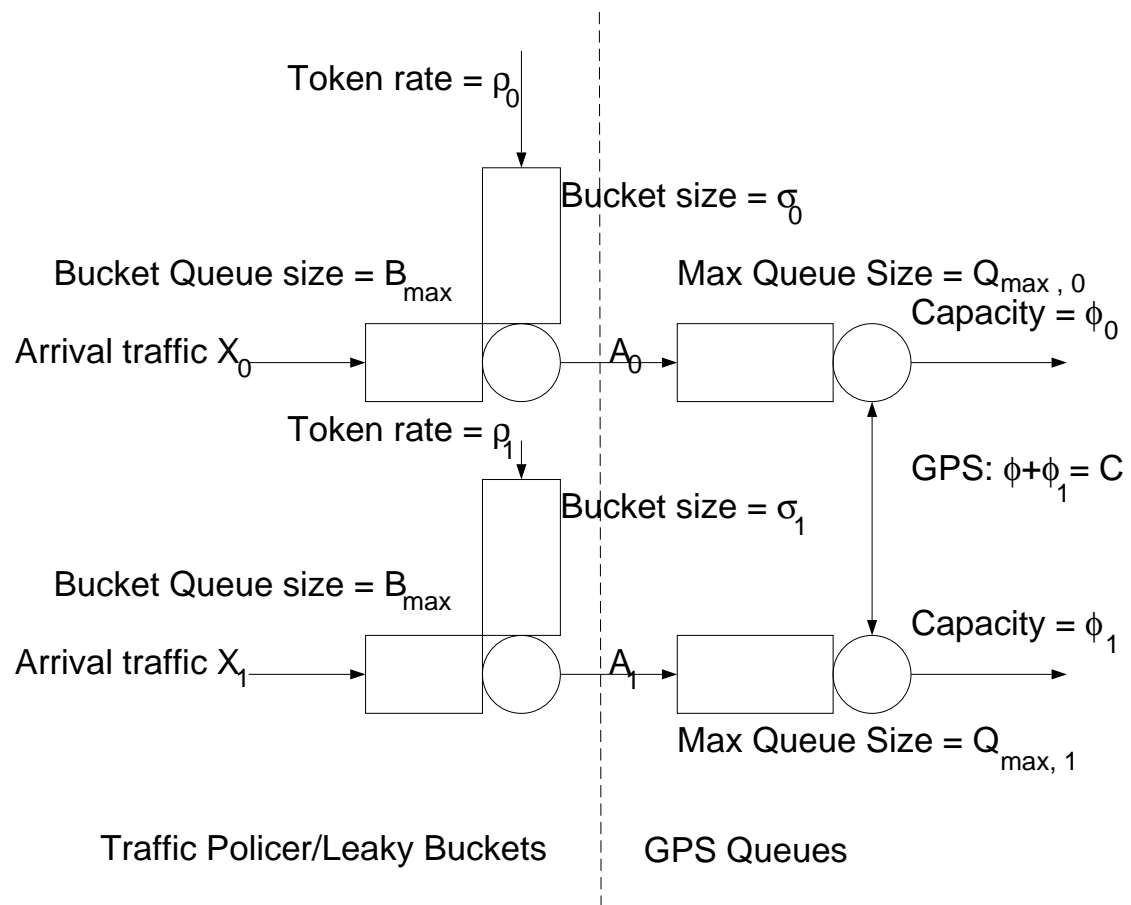 Token rate = ρ₀
Bucket size = σ₀
Bucket Queue size = Bₘₐₓ
Max Queue Size = Qₘₐₓ , ₀
Capacity = ϕ₀
Arrival traffic X₀
A₀
Token rate = ρ₁
GPS: ϕ+ϕ₁= C
Bucket size = σ₁
Bucket Queue size = Bₘₐₓ
Capacity = ϕ₁
Arrival traffic X₁
A₁
Max Queue Size = Qₘₐₓ, ₁
Traffic Policer/Leaky Buckets
GPS Queues